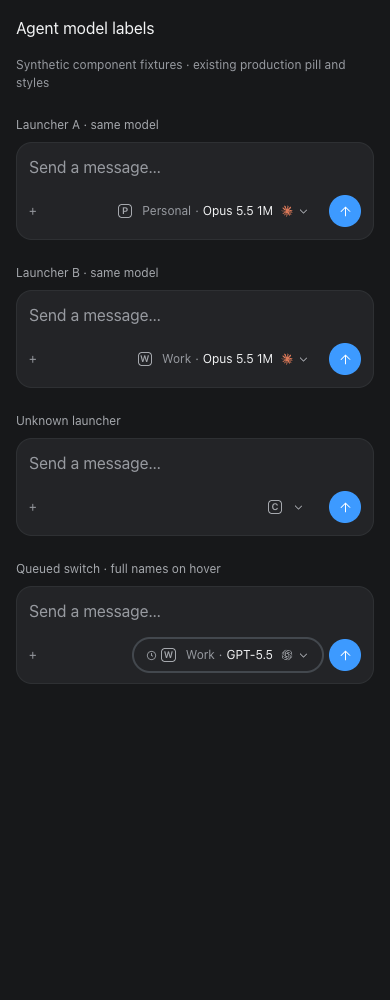 Agent model labels
Synthetic component fixtures · existing production pill and
styles
Launcher A · same model
Send a message...
+ P Personal · Opus 5.5 1M
Launcher B · same model
Send a message...
+ W Work · Opus 5.5 1M
Unknown launcher
Send a message...
+ C
Queued switch · full names on hover
Send a message...
+ W Work · GPT-5.5